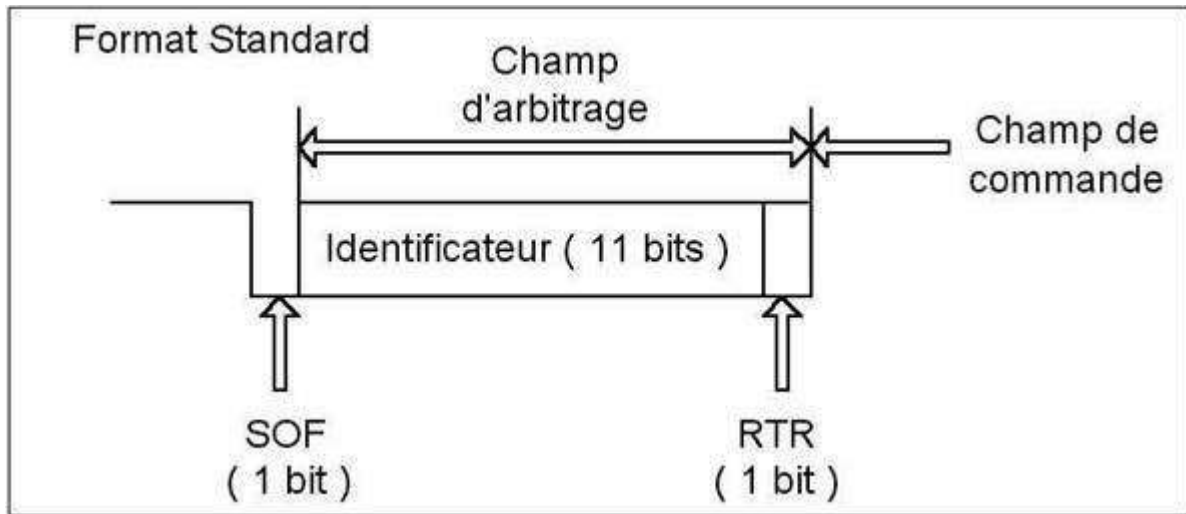 Format Standard
Champ
d'arbitrage
Champ de
commande
Identificateur ( 11 bits )
SOF
( 1 bit )
RTR
( 1 bit )